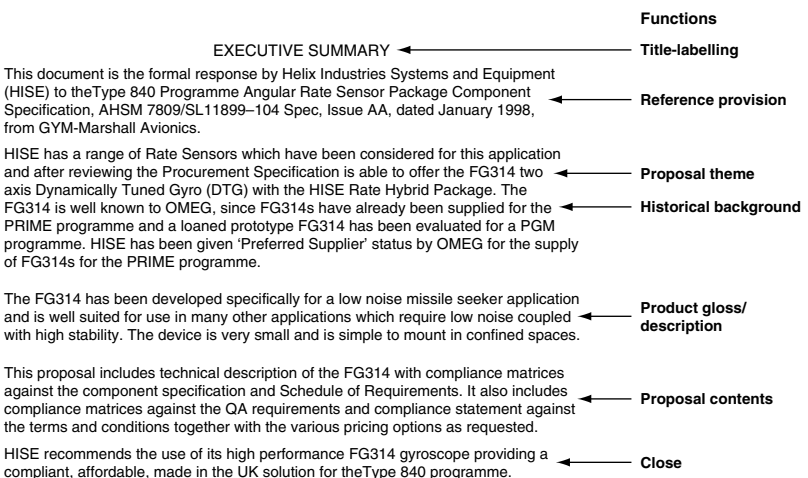 Functions
EXECUTIVE SUMMARY
Title-labelling
This document is the formal response by Helix Industries Systems and Equipment
(HISE) to theType 840 Programme Angular Rate Sensor Package Component
Specification, AHSM 7809/SL11899–104 Spec, Issue AA, dated January 1998,
from GYM-Marshall Avionics.
Reference provision
HISE has a range of Rate Sensors which have been considered for this application
and after reviewing the Procurement Specification is able to offer the FG314 two
axis Dynamically Tuned Gyro (DTG) with the HISE Rate Hybrid Package. The
FG314 is well known to OMEG, since FG314s have already been supplied for the
PRIME programme and a loaned prototype FG314 has been evaluated for a PGM
programme. HISE has been given ‘Preferred Supplier’ status by OMEG for the supply
of FG314s for the PRIME programme.
Proposal theme
Historical background
The FG314 has been developed specifically for a low noise missile seeker application
and is well suited for use in many other applications which require low noise coupled
with high stability. The device is very small and is simple to mount in confined spaces.
Product gloss/
description
This proposal includes technical description of the FG314 with compliance matrices
against the component specification and Schedule of Requirements. It also includes
compliance matrices against the QA requirements and compliance statement against
the terms and conditions together with the various pricing options as requested.
Proposal contents
HISE recommends the use of its high performance FG314 gyroscope providing a
compliant, affordable, made in the UK solution for theType 840 programme.
Close